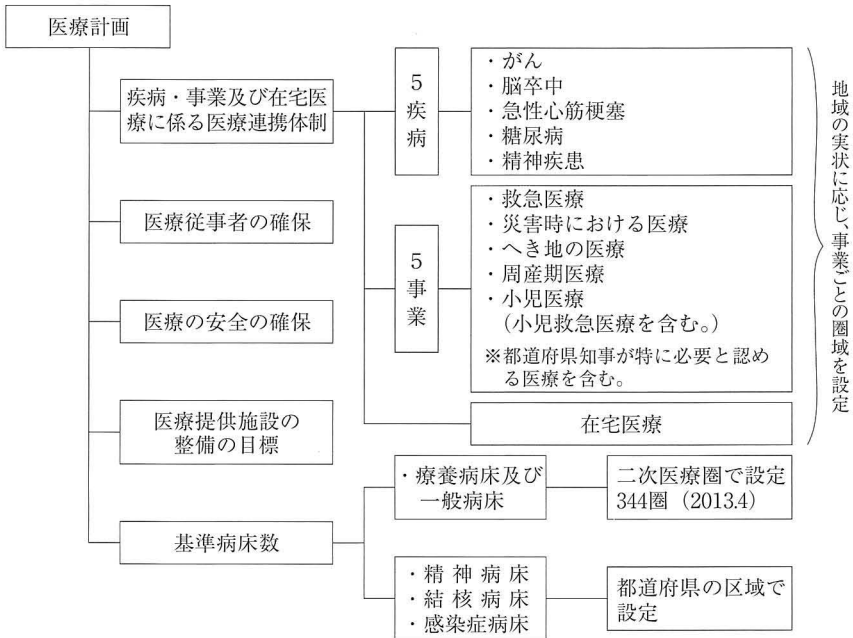 医療計画
疾病・事業及び在宅医
療に係る医療連携体制
医療従事者の確保
医療の安全の確保
医療提供施設の
整備の目標
基準病床数
5疾病
・がん
・脳卒中
・急性心筋梗塞
・糖尿病
・精神疾患
5事業
・救急医療
・災害時における医療
・へき地の医療
・周産期医療
・小児医療
（小児救急医療を含む。）
※都道府県知事が特に必要と認め
る医療を含む。
在宅医療
地域の実状に応じ、事業ごとの圏域を設定
・療養病床及び
一般病床
二次医療圏で設定
344圏（2013.4）
・精神病床
・結核病床
・感染症病床
都道府県の区域で
設定